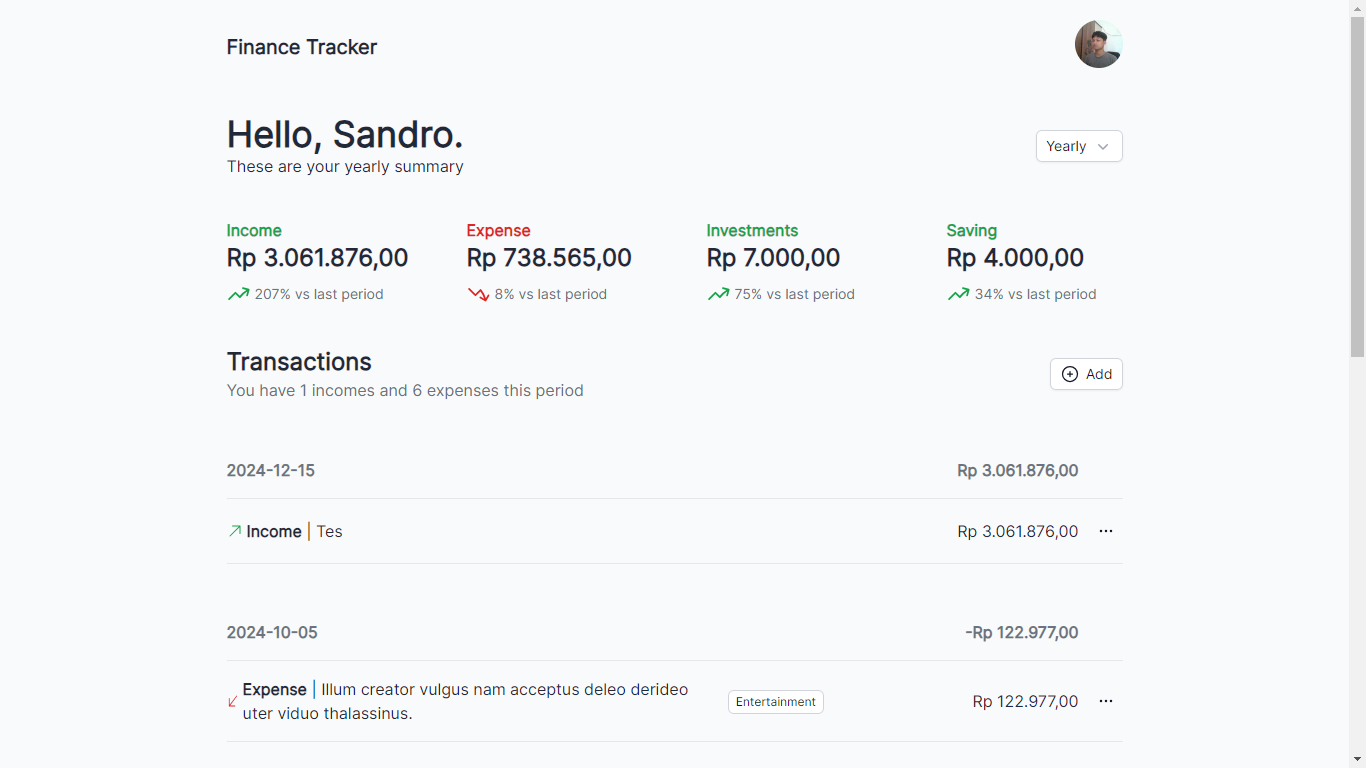 Finance Tracker
Hello, Sandro.
These are your yearly summary
Yearly
Income
Rp 3.061.876,00
207% vs last period
Expense
Rp 738.565,00
8% vs last period
Investments
Rp 7.000,00
75% vs last period
Saving
Rp 4.000,00
34% vs last period
Transactions
You have 1 incomes and 6 expenses this period
Add
2024-12-15 Rp 3.061.876,00
Income | Tes Rp 3.061.876,00
2024-10-05 -Rp 122.977,00
Expense | Illum creator vulgus nam acceptus deleo derideo
uter viduo thalassinus.
Entertainment
Rp 122.977,00